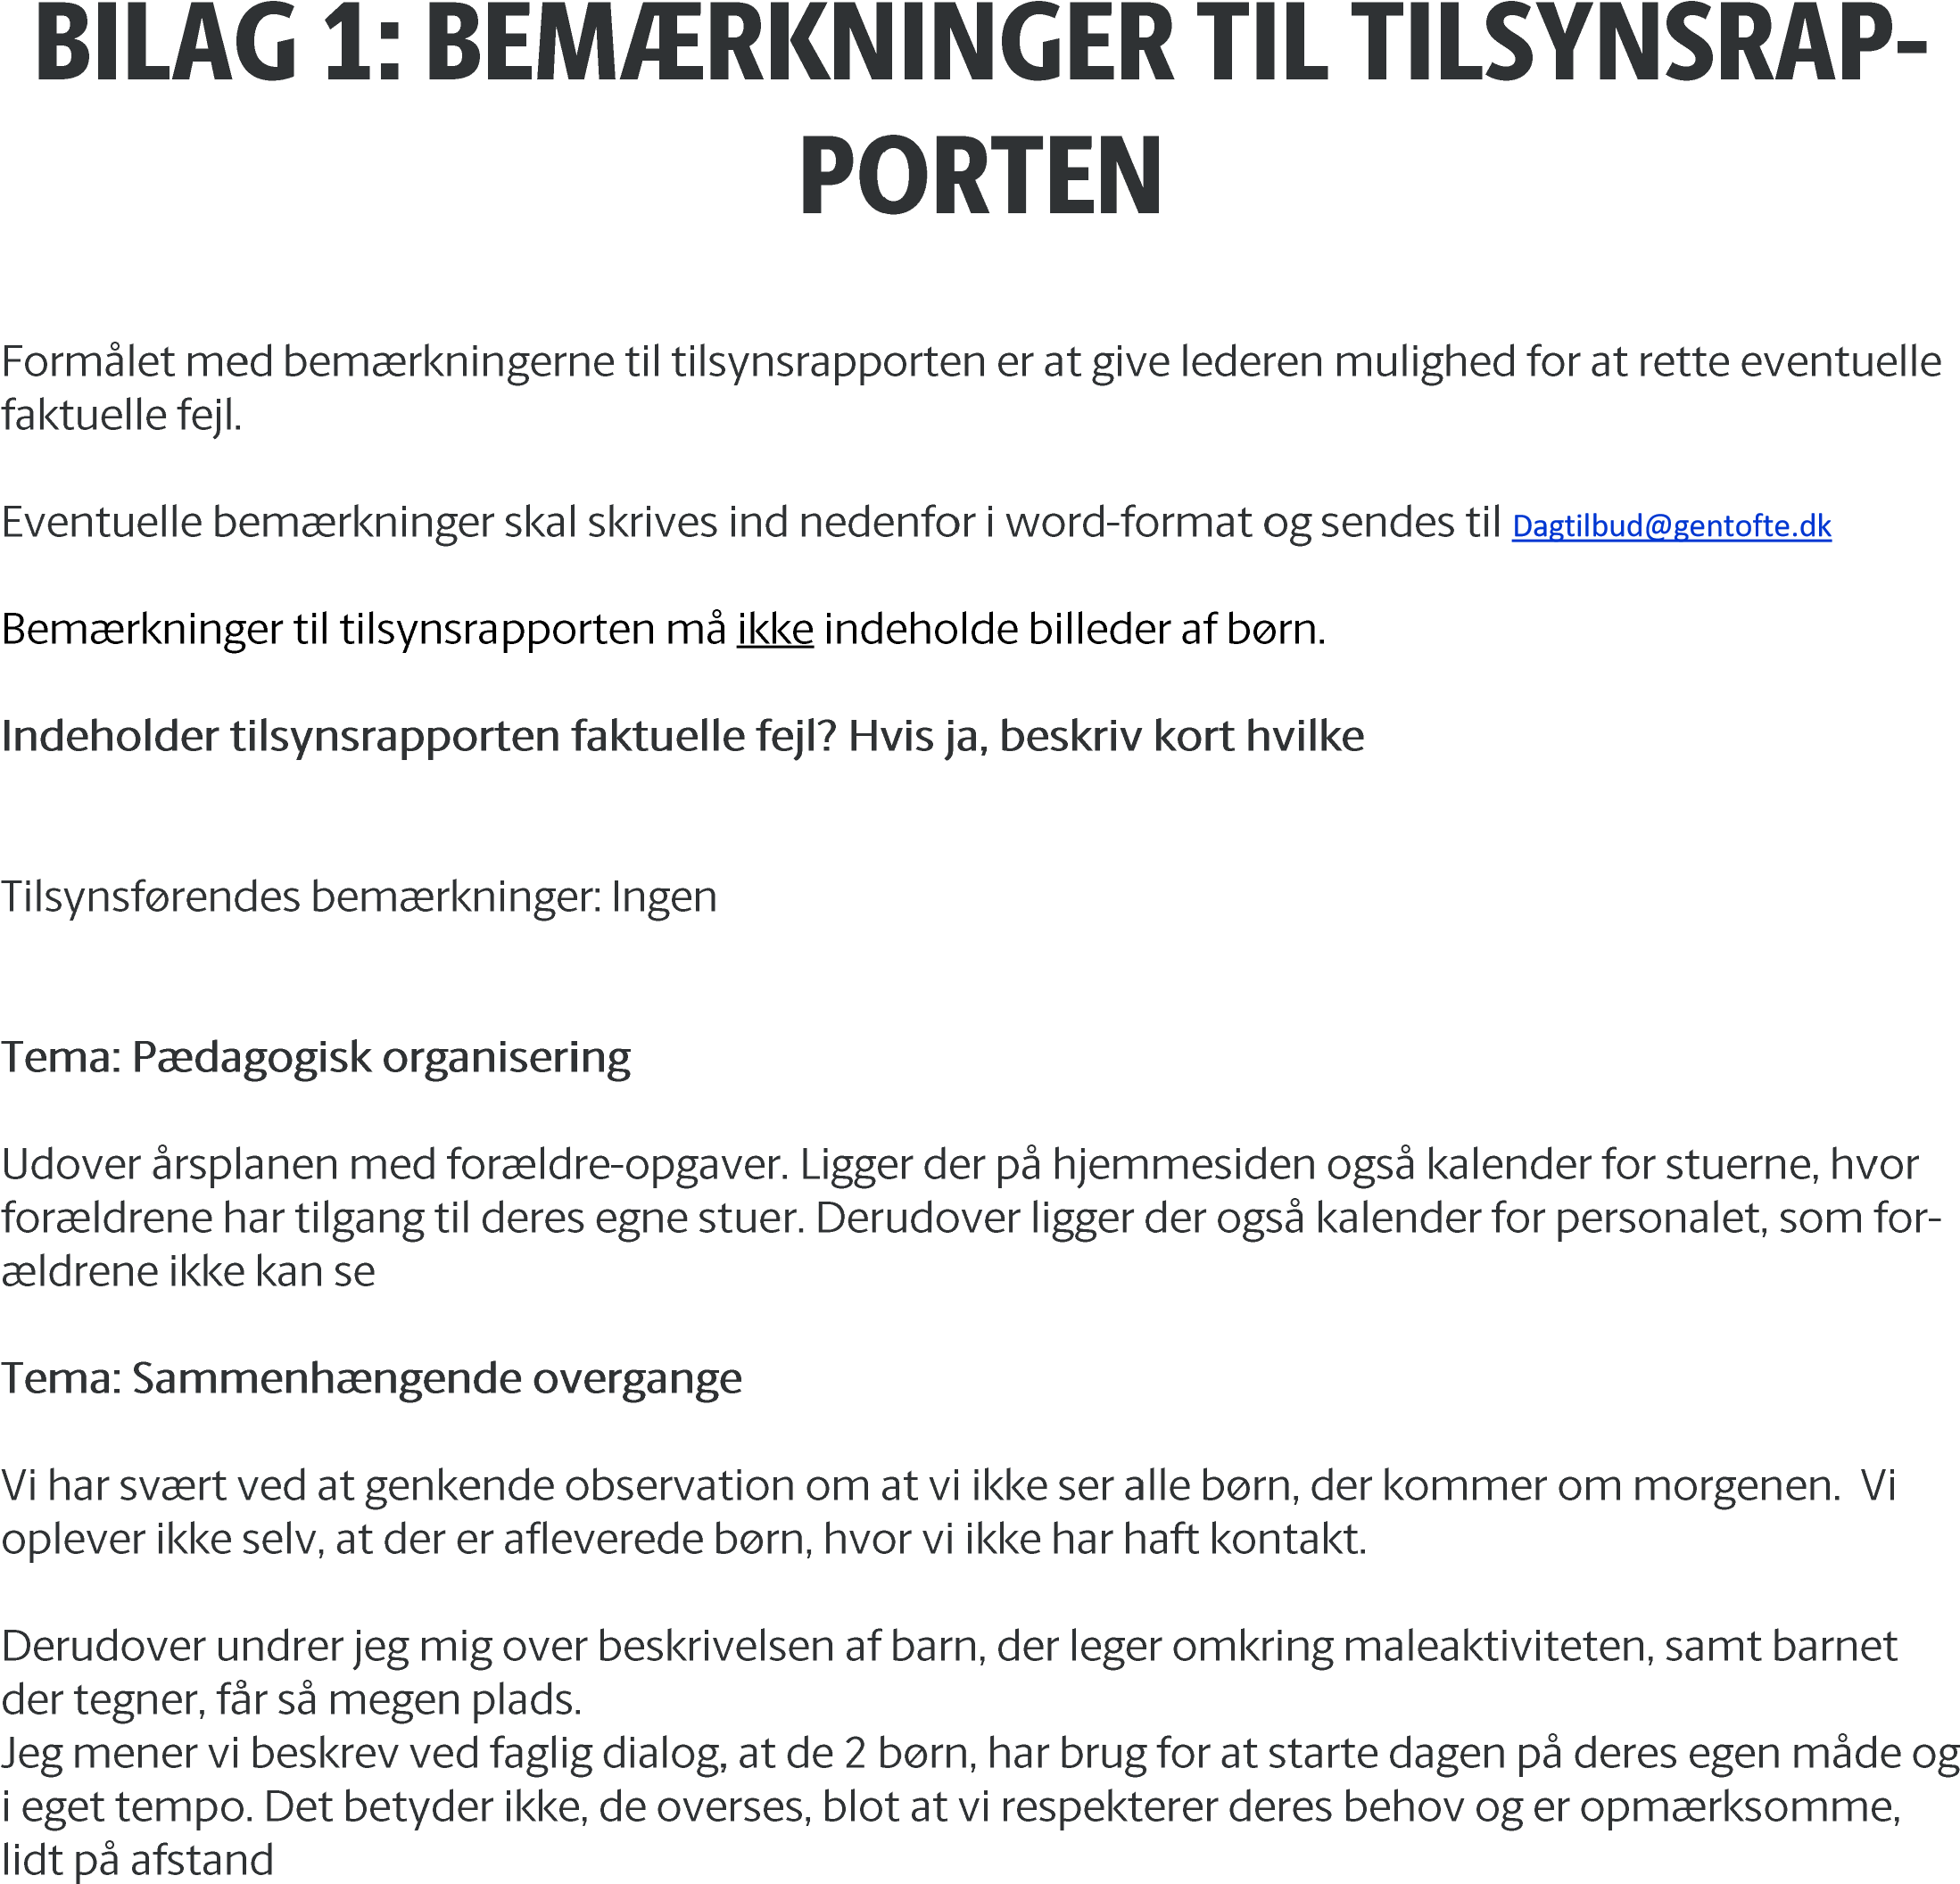 BILAG 1: BEMÆRKNINGER TIL TILSYNSRAP-
PORTEN
Formålet med bemærkningerne til tilsynsrapporten er at give lederen mulighed for at rette eventuelle
faktuelle fejl.
Eventuelle bemærkninger skal skrives ind nedenfor i word-format og sendes til Dagtilbud@gentofte.dk
Bemærkninger til tilsynsrapporten må ikke indeholde billeder af børn.
Indeholder tilsynsrapporten faktuelle fejl? Hvis ja, beskriv kort hvilke
Tilsynsførendes bemærkninger: Ingen
Tema: Pædagogisk organisering
Udover årsplanen med forældre-opgaver. Ligger der på hjemmesiden også kalender for stuerne, hvor
forældrene har tilgang til deres egne stuer. Derudover ligger der også kalender for personalet, som for-
ældrene ikke kan se
Tema: Sammenhængende overgange
Vi har svært ved at genkende observation om at vi ikke ser alle børn, der kommer om morgenen.  Vi
oplever ikke selv, at der er afleverede børn, hvor vi ikke har haft kontakt.
Derudover undrer jeg mig over beskrivelsen af barn, der leger omkring maleaktiviteten, samt barnet
der tegner, får så megen plads.
Jeg mener vi beskrev ved faglig dialog, at de 2 børn, har brug for at starte dagen på deres egen måde og
i eget tempo. Det betyder ikke, de overses, blot at vi respekterer deres behov og er opmærksomme,
lidt på afstand